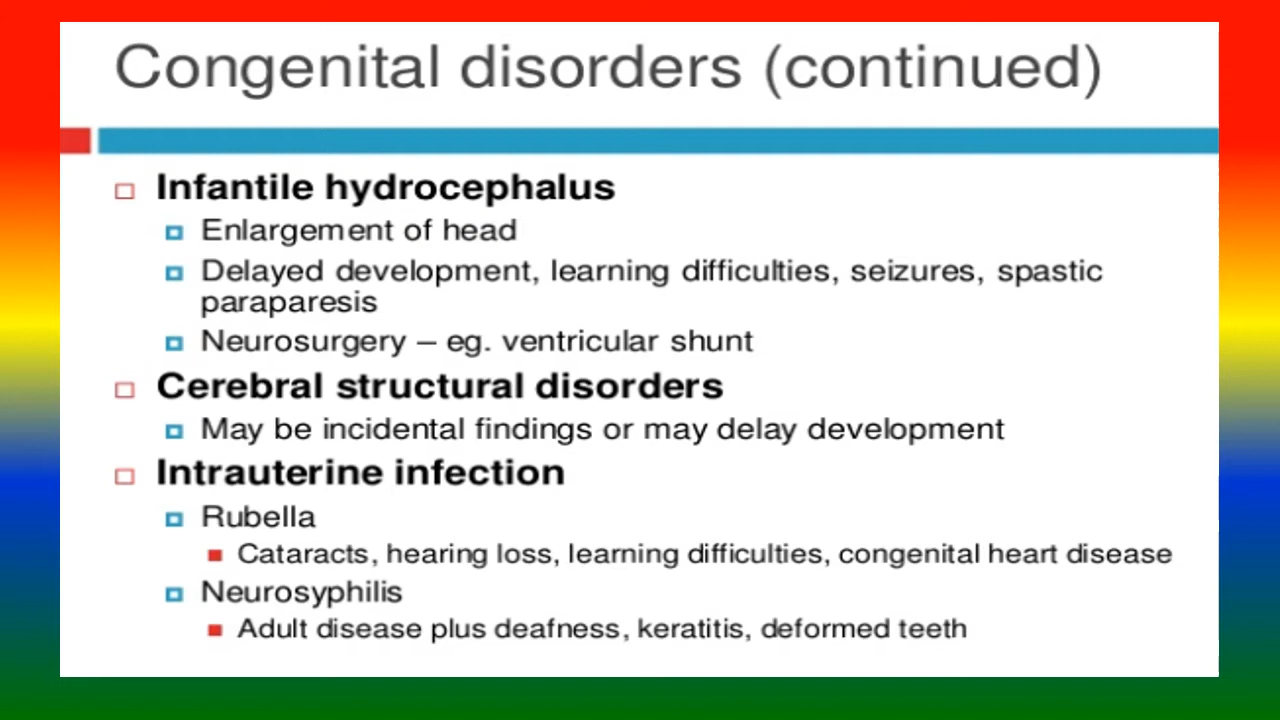 Congenital disorders (continued)
Infantile hydrocephalus
Enlargement of head
Delayed development, learning difficulties, seizures, spastic
paraparesis
Neurosurgery – eg. ventricular shunt
Cerebral structural disorders
May be incidental findings or may delay development
Intrauterine infection
Rubella
Cataracts, hearing loss, learning difficulties, congenital heart disease
Neurosyphilis
Adult disease plus deafness, keratitis, deformed teeth